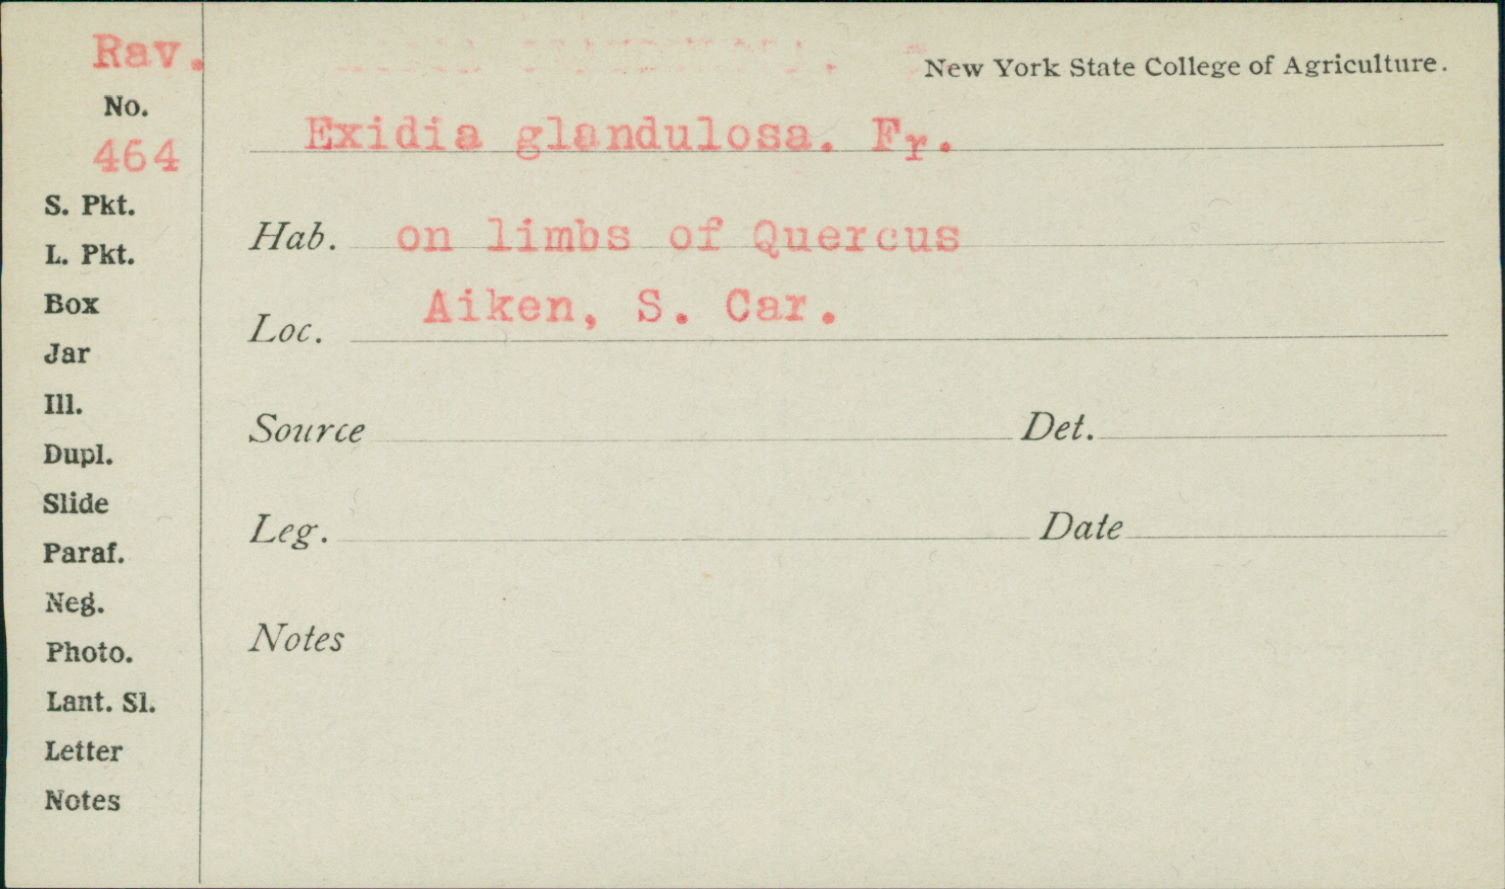 Rav.
No.
464
S. Pkt.
L. Pkt.
Box
Jar
Ill.
Dupl.
Slide
Paraf.
Neg.
Photo.
Lant. Sl.
Letter
Notes
New York State College of Agriculture.
Exidia glandulosa. Fr.
Hab. on limbs of Quercus
Loc. Aiken, S. Car.
Source Det.
Leg. Date
Notes